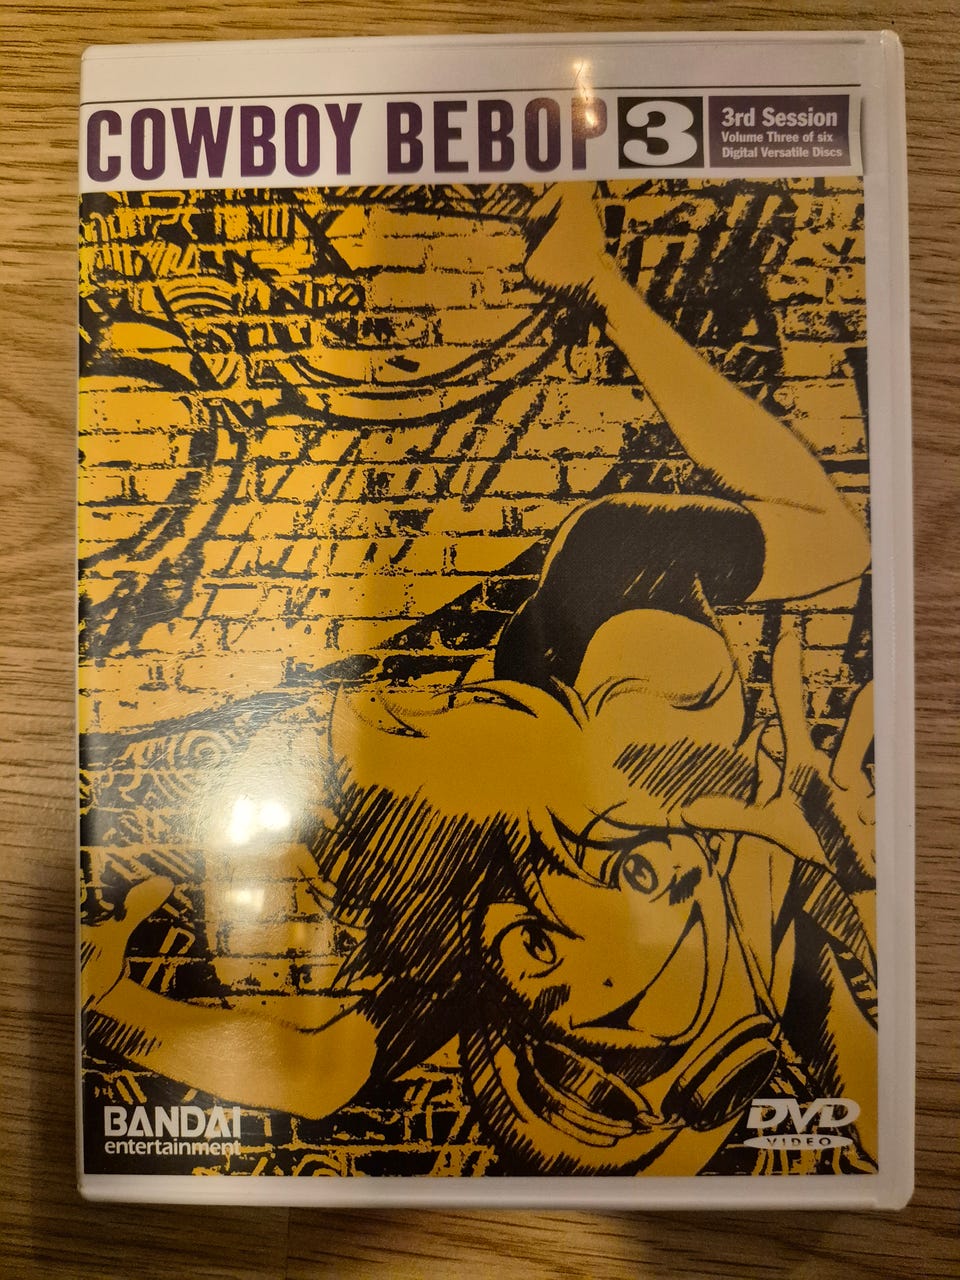 COWBOY BEBOP 3
3rd Session
Volume Three of six
Digital Versatile Discs
BANDAI
entertainment
DVD
VIDEO